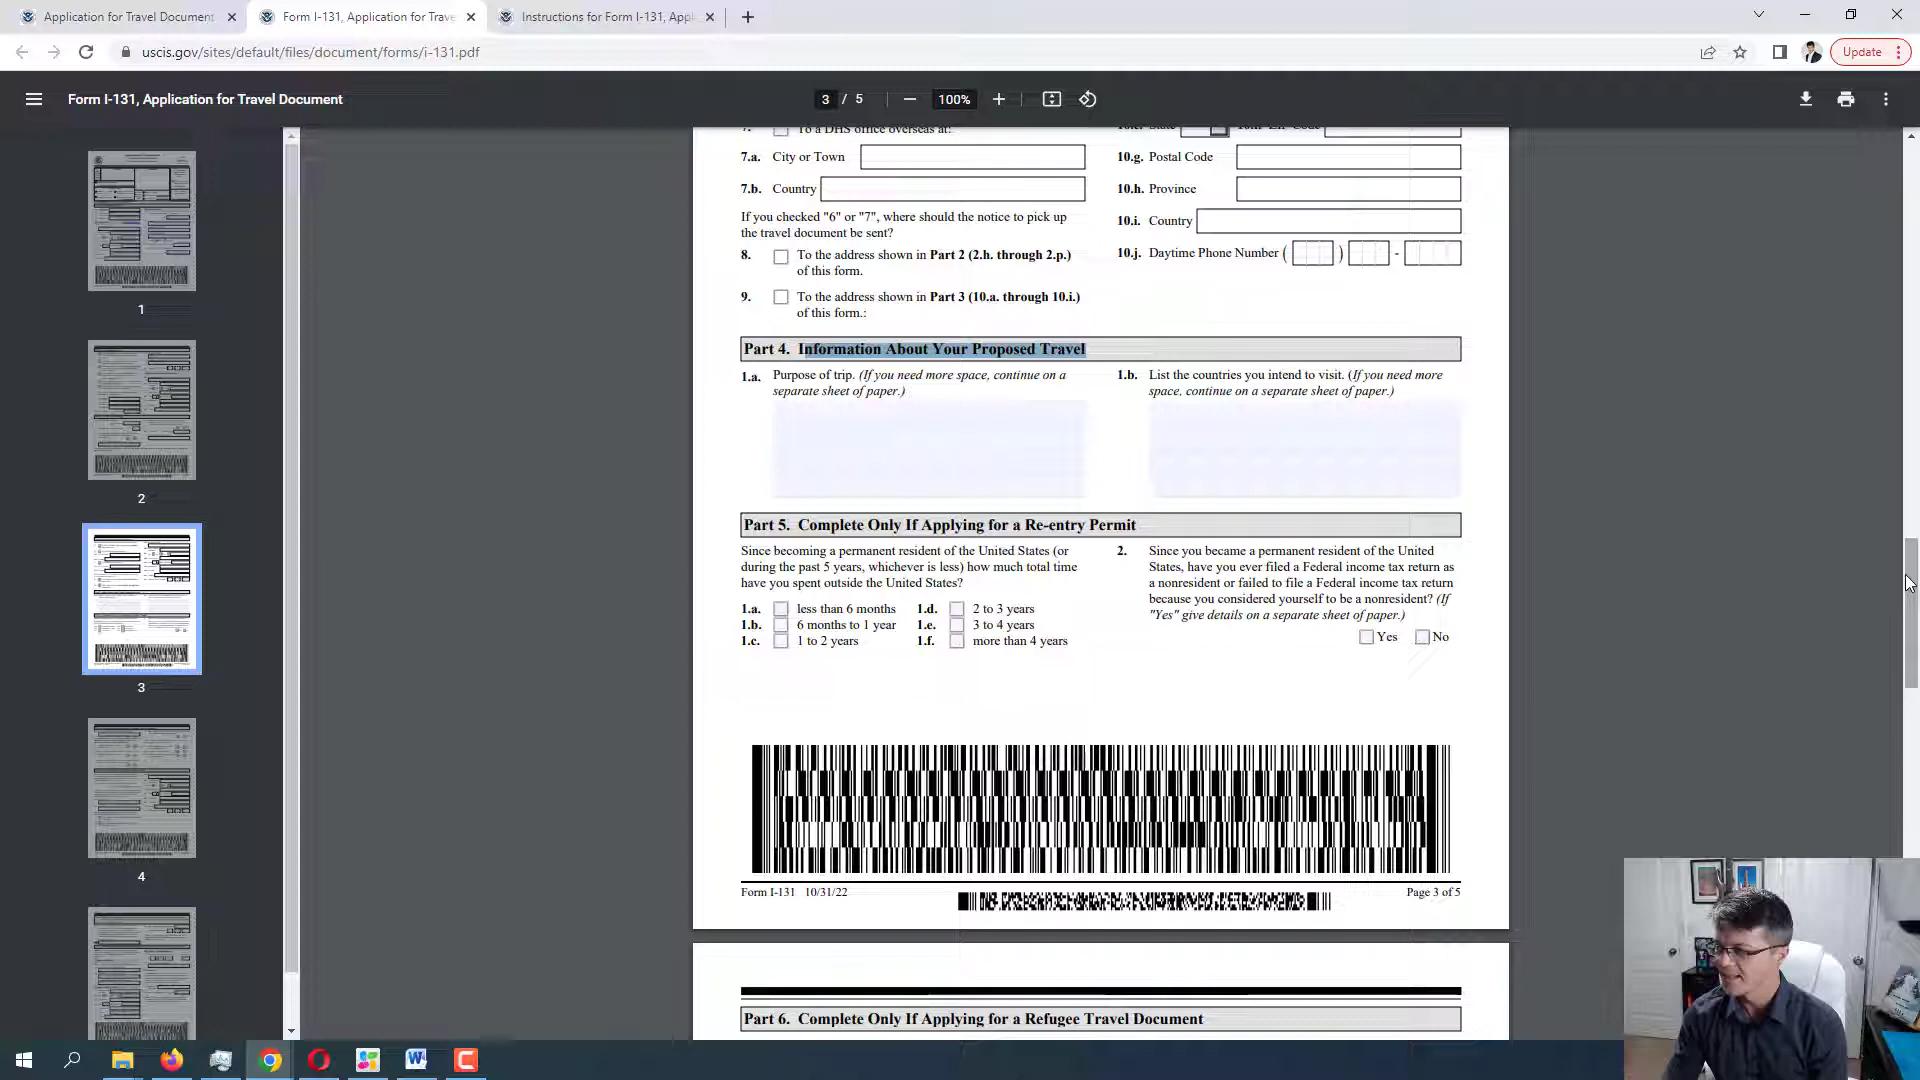 Application for Travel Document
Form I-131, Application for Trave
Instructions for Form I-131, Appl
uscis.gov/sites/default/files/document/forms/i-131.pdf
Update
Form I-131, Application for Travel Document
3 / 5
100%
1
2
3
4
7. To a DHS office overseas at:
7.a. City or Town
7.b. Country
If you checked "6" or "7", where should the notice to pick up
the travel document be sent?
8. To the address shown in Part 2 (2.h. through 2.p.)
of this form.
9. To the address shown in Part 3 (10.a. through 10.i.)
of this form.:
10.e. State 10.f. Zip Code
10.g. Postal Code
10.h. Province
10.i. Country
10.j. Daytime Phone Number ( ) -
Part 4. Information About Your Proposed Travel
1.a. Purpose of trip. (If you need more space, continue on a
separate sheet of paper.)
1.b. List the countries you intend to visit. (If you need more
space, continue on a separate sheet of paper.)
Part 5. Complete Only If Applying for a Re-entry Permit
Since becoming a permanent resident of the United States (or
during the past 5 years, whichever is less) how much total time
have you spent outside the United States?
1.a. less than 6 months 1.d. 2 to 3 years
1.b. 6 months to 1 year 1.e. 3 to 4 years
1.c. 1 to 2 years 1.f. more than 4 years
2. Since you became a permanent resident of the United
States, have you ever filed a Federal income tax return as
a nonresident or failed to file a Federal income tax return
because you considered yourself to be a nonresident? (If
"Yes" give details on a separate sheet of paper.)
Yes No
Form I-131 10/31/22
Page 3 of 5
Part 6. Complete Only If Applying for a Refugee Travel Document